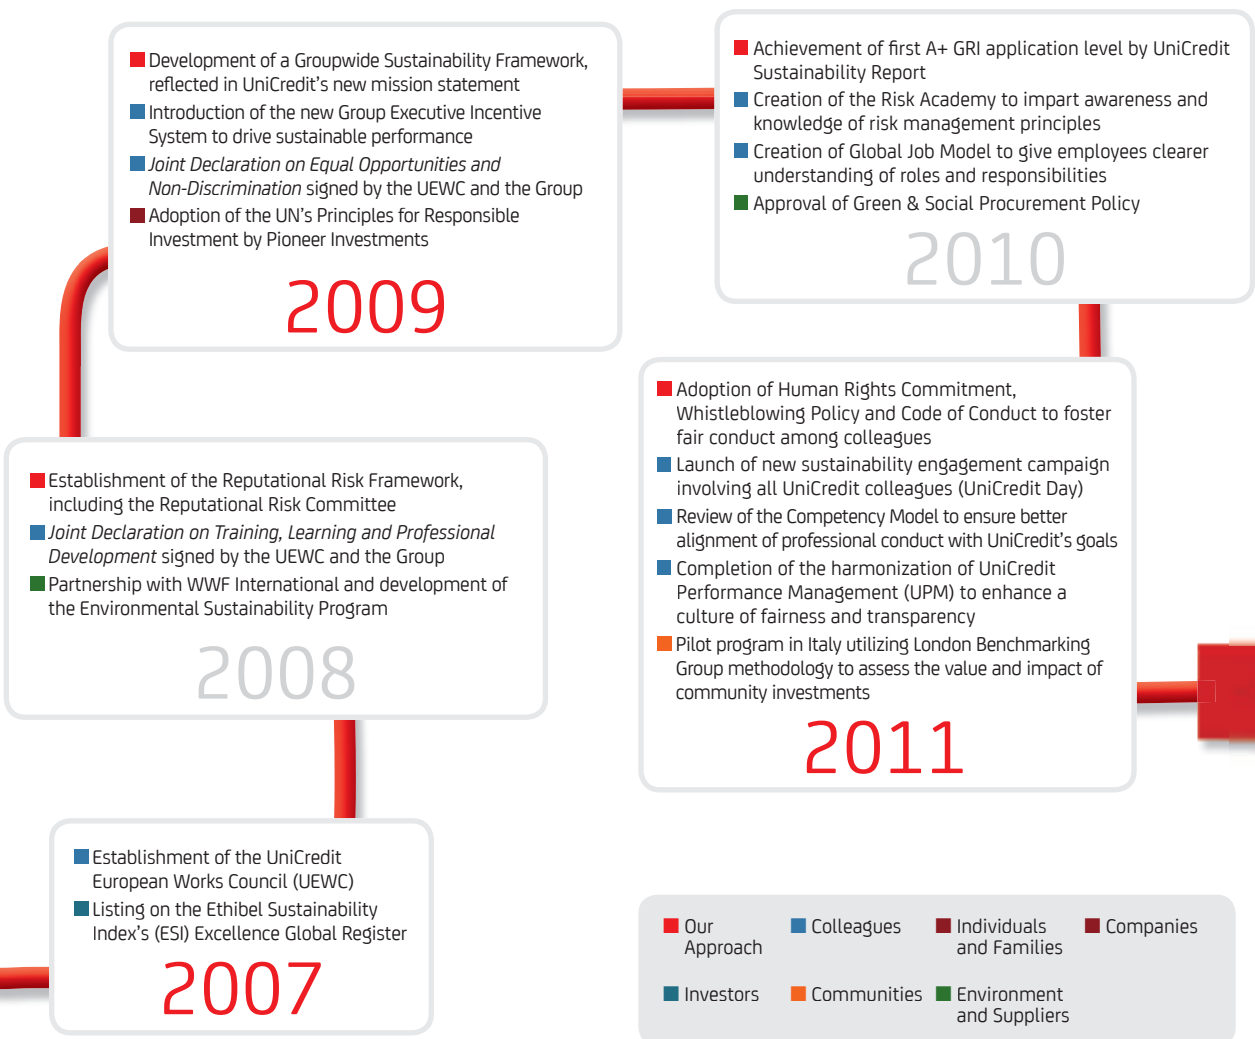 Development of a Groupwide Sustainability Framework,
reflected in UniCredit's new mission statement
Introduction of the new Group Executive Incentive
System to drive sustainable performance
Joint Declaration on Equal Opportunities and
Non-Discrimination signed by the UEWC and the Group
Adoption of the UN's Principles for Responsible
Investment by Pioneer Investments
2009
Achievement of first A+ GRI application level by UniCredit
Sustainability Report
Creation of the Risk Academy to impart awareness and
knowledge of risk management principles
Creation of Global Job Model to give employees clearer
understanding of roles and responsibilities
Approval of Green & Social Procurement Policy
2010
Establishment of the Reputational Risk Framework,
including the Reputational Risk Committee
Joint Declaration on Training, Learning and Professional
Development signed by the UEWC and the Group
Partnership with WWF International and development of
the Environmental Sustainability Program
2008
Adoption of Human Rights Commitment,
Whistleblowing Policy and Code of Conduct to foster
fair conduct among colleagues
Launch of new sustainability engagement campaign
involving all UniCredit colleagues (UniCredit Day)
Review of the Competency Model to ensure better
alignment of professional conduct with UniCredit's goals
Completion of the harmonization of UniCredit
Performance Management (UPM) to enhance a
culture of fairness and transparency
Pilot program in Italy utilizing London Benchmarking
Group methodology to assess the value and impact of
community investments
2011
Establishment of the UniCredit
European Works Council (UEWC)
Listing on the Ethibel Sustainability
Index's (ESI) Excellence Global Register
2007
Our
Approach
Colleagues
Individuals
and Families
Companies
Investors
Communities
Environment
and Suppliers